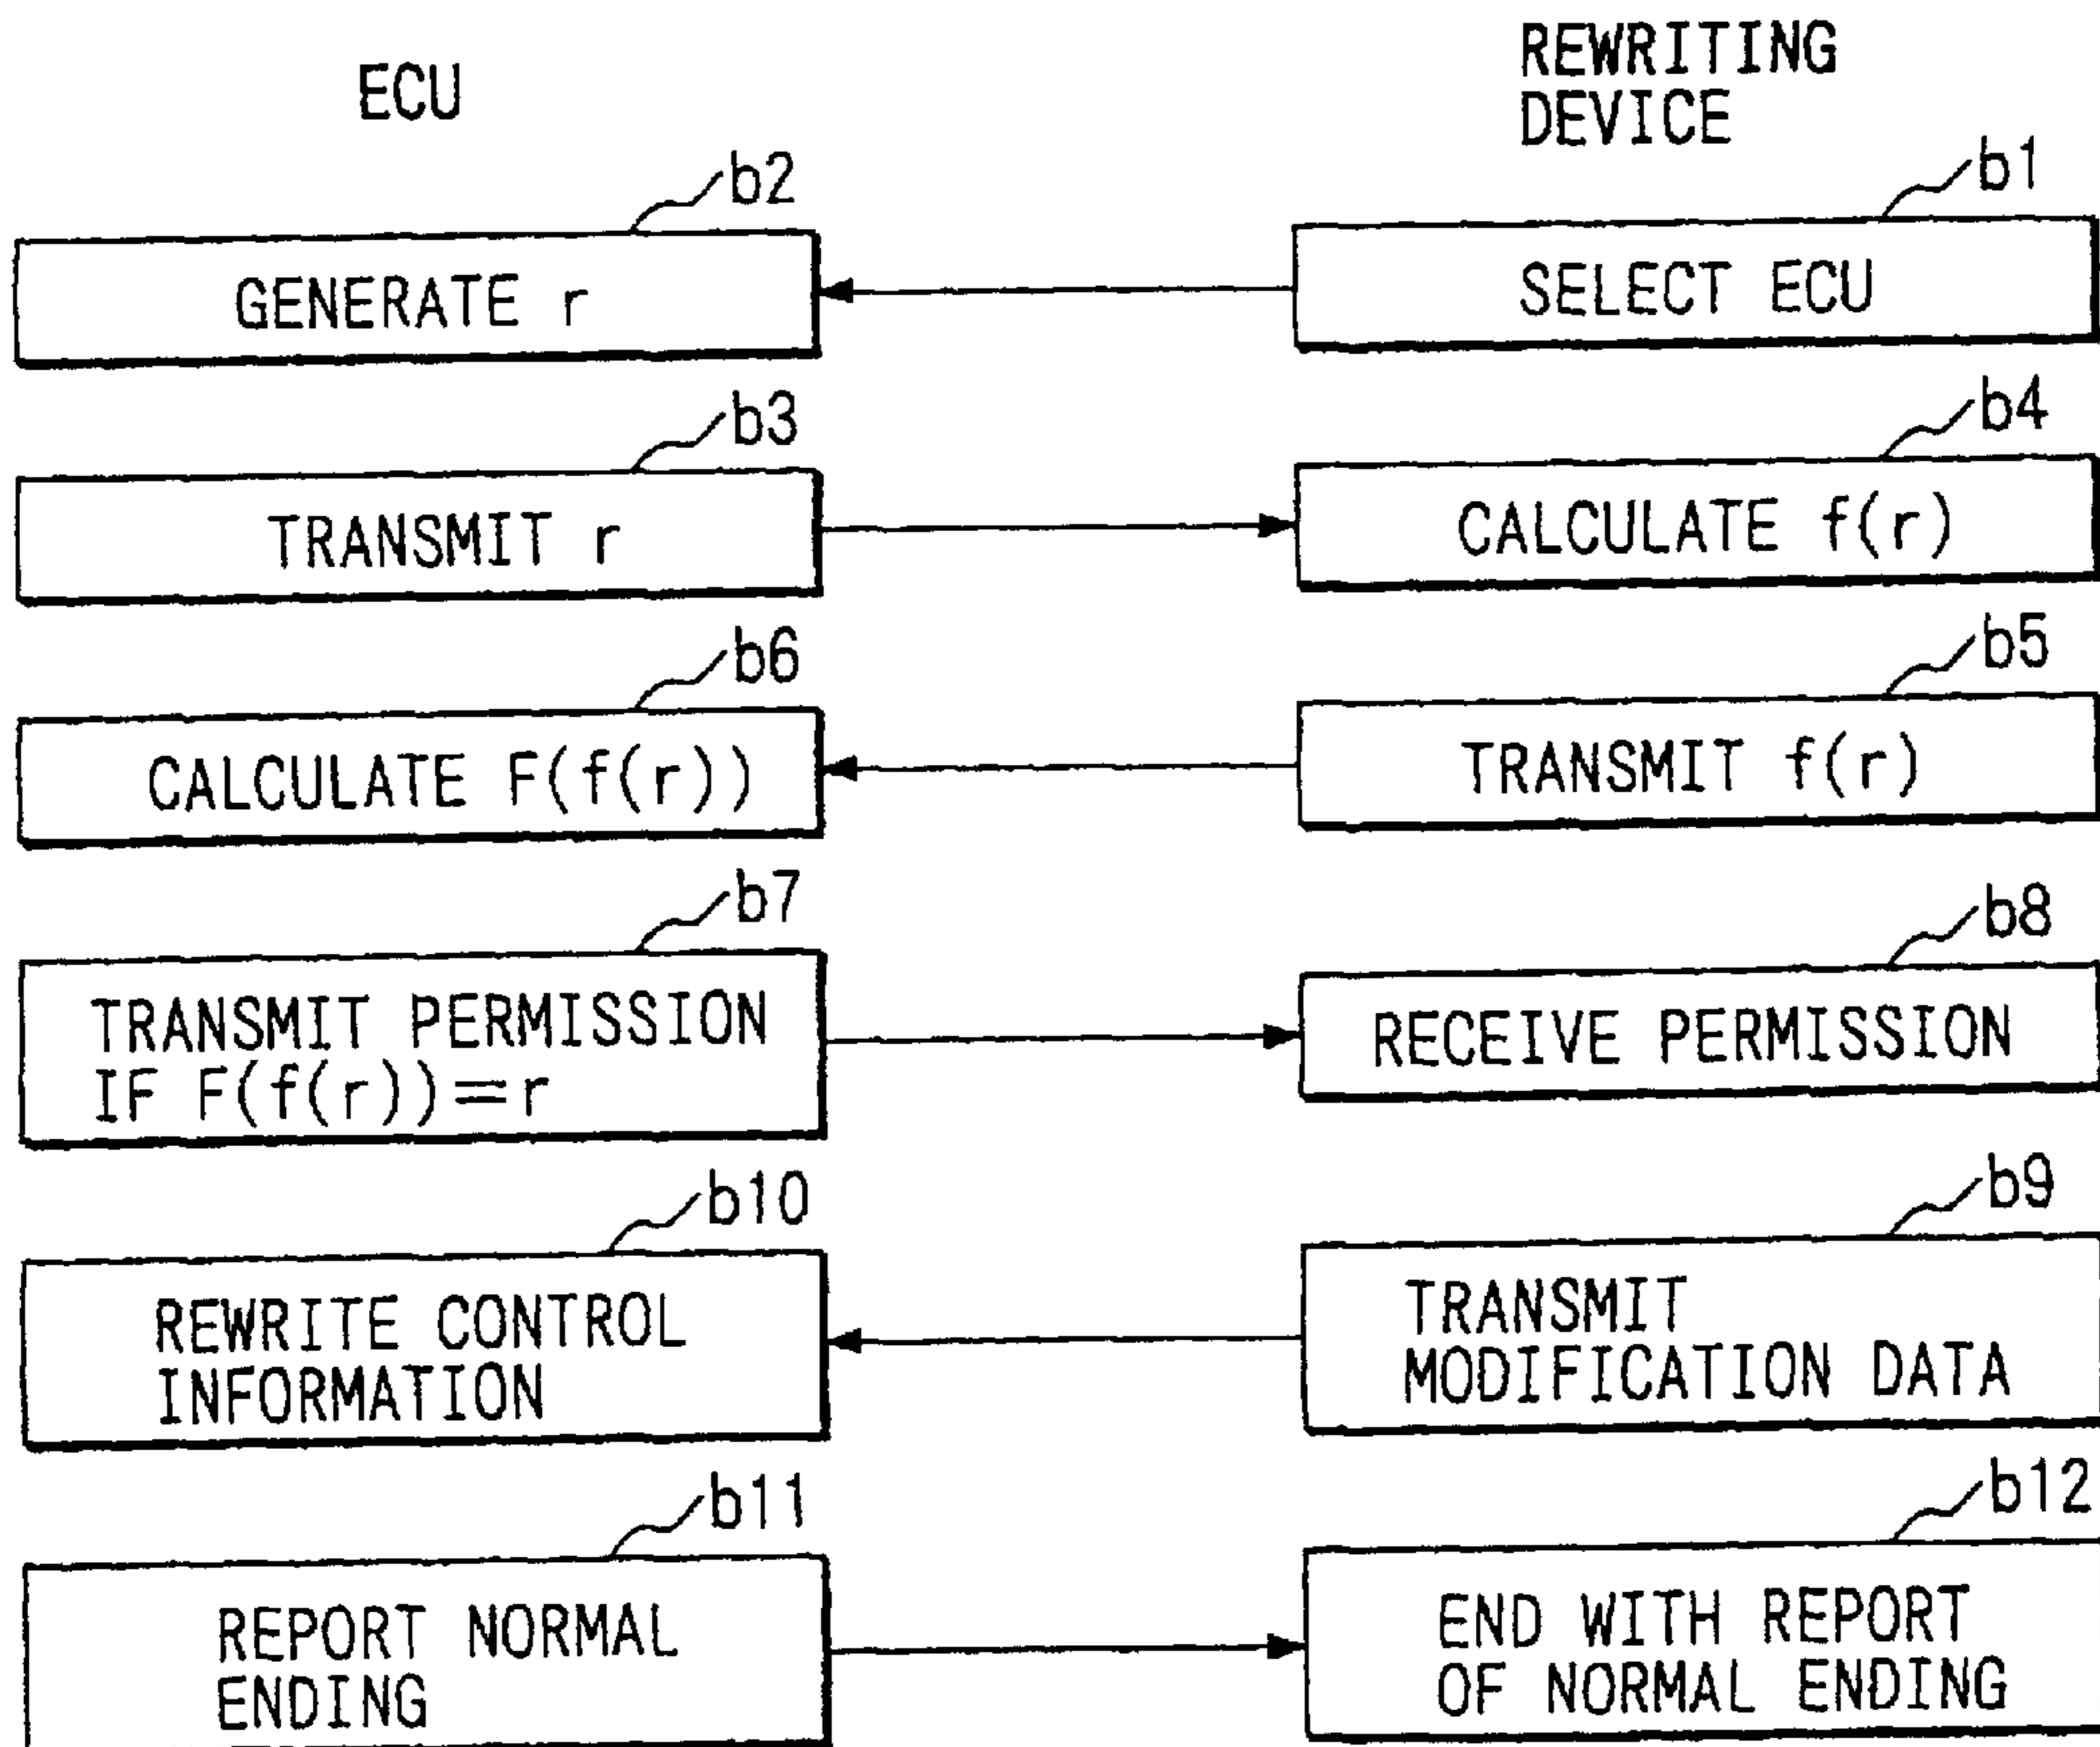 ECU
REWRITING
DEVICE
b2
GENERATE r
b1
SELECT ECU
b3
TRANSMIT r
b4
CALCULATE f(r)
b6
CALCULATE F(f(r))
b5
TRANSMIT f(r)
b7
TRANSMIT PERMISSION
IF F(f(r))=r
b8
RECEIVE PERMISSION
b10
REWRITE CONTROL
INFORMATION
b9
TRANSMIT
MODIFICATION DATA
b11
REPORT NORMAL
ENDING
b12
END WITH REPORT
OF NORMAL ENDING